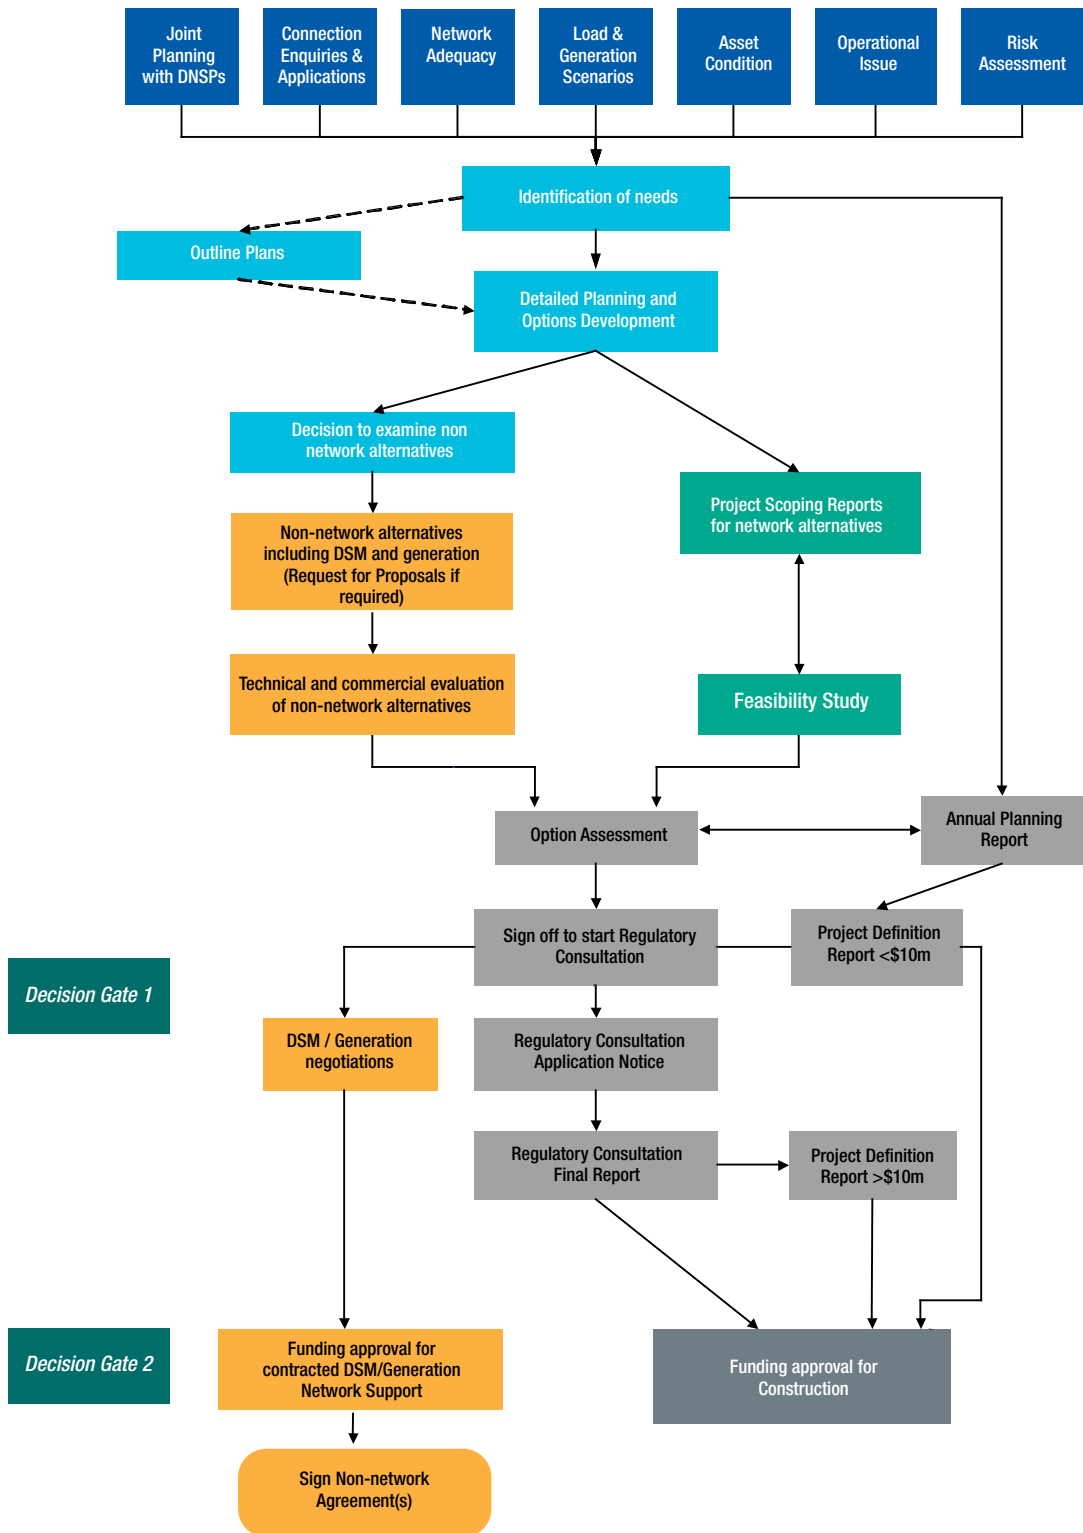 Joint
Planning
with DNSPs
Connection
Enquiries &
Applications
Network
Adequacy
Load &
Generation
Scenarios
Asset
Condition
Operational
Issue
Risk
Assessment
Identification of needs
Outline Plans
Detailed Planning and
Options Development
Decision to examine non
network alternatives
Project Scoping Reports
for network alternatives
Non-network alternatives
including DSM and generation
(Request for Proposals if
required)
Technical and commercial evaluation
of non-network alternatives
Feasibility Study
Option Assessment
Annual Planning
Report
Sign off to start Regulatory
Consultation
Project Definition
Report <$10m
Decision Gate 1
DSM / Generation
negotiations
Regulatory Consultation
Application Notice
Regulatory Consultation
Final Report
Project Definition
Report >$10m
Decision Gate 2
Funding approval for
contracted DSM/Generation
Network Support
Funding approval for
Construction
Sign Non-network
Agreement(s)